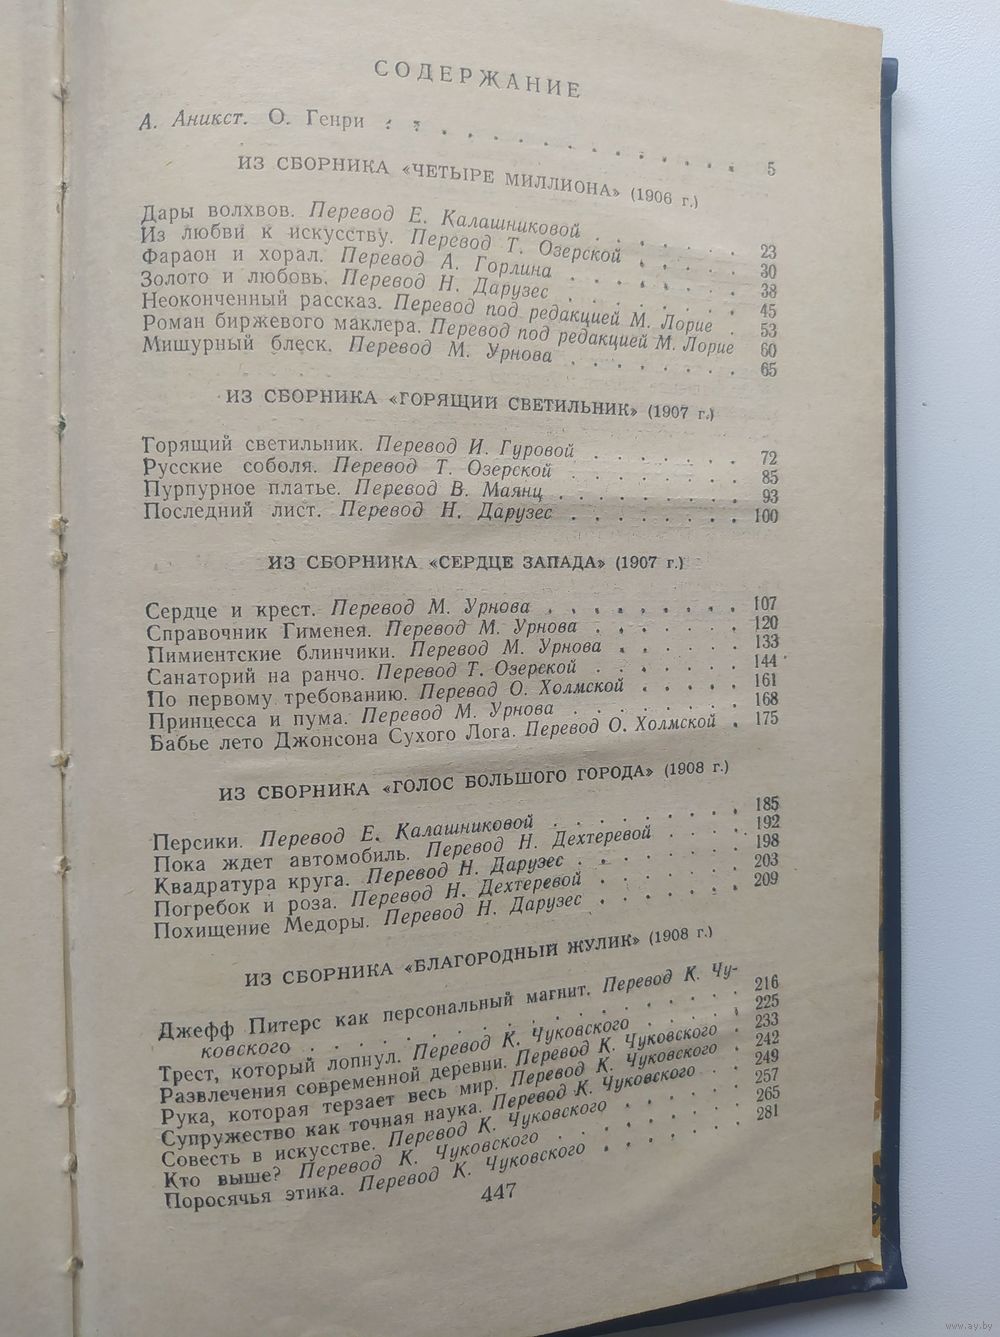 СОДЕРЖАНИЕ
А. Аникст. О. Генри . . . . . . . . . . . . . . . 5
ИЗ СБОРНИКА «ЧЕТЫРЕ МИЛЛИОНА» (1906 г.)
Дары волхвов. Перевод Е. Калашниковой . . . . . . . 23
Из любви к искусству. Перевод Т. Озерской . . . . . 30
Фараон и хорал. Перевод А. Горлина . . . . . . . 38
Золото и любовь. Перевод Н. Дарузес . . . . . . . 45
Неоконченный рассказ. Перевод под редакцией М. Лорие . 53
Роман биржевого маклера. Перевод под редакцией М. Лорие 60
Мишурный блеск. Перевод М. Урнова . . . . . . . 65
ИЗ СБОРНИКА «ГОРЯЩИЙ СВЕТИЛЬНИК» (1907 г.)
Горящий светильник. Перевод И. Гуровой . . . . . . 72
Русские соболя. Перевод Т. Озерской . . . . . . . 85
Пурпурное платье. Перевод В. Маянц . . . . . . . . 93
Последний лист. Перевод Н. Дарузес . . . . . . . . 100
ИЗ СБОРНИКА «СЕРДЦЕ ЗАПАДА» (1907 г.)
Сердце и крест. Перевод М. Урнова . . . . . . . . . 107
Справочник Гименея. Перевод М. Урнова . . . . . . . 120
Пимиентские блинчики. Перевод М. Урнова . . . . . . 133
Санаторий на ранчо. Перевод Т. Озерской . . . . . . 144
По первому требованию. Перевод О. Холмской . . . . . 161
Принцесса и пума. Перевод М. Урнова . . . . . . . . 168
Бабье лето Джонсона Сухого Лога. Перевод О. Холмской . 175
ИЗ СБОРНИКА «ГОЛОС БОЛЬШОГО ГОРОДА» (1908 г.)
Персики. Перевод Е. Калашниковой . . . . . . . . 185
Пока ждет автомобиль. Перевод Н. Дехтеревой . . . . 192
Квадратура круга. Перевод Н. Дарузес . . . . . . . 198
Погребок и роза. Перевод Н. Дехтеревой . . . . . . 203
Похищение Медоры. Перевод Н. Дарузес . . . . . . . 209
ИЗ СБОРНИКА «БЛАГОРОДНЫЙ ЖУЛИК» (1908 г.)
Джефф Питерс как персональный магнит. Перевод К. Чу-
ковского . . . . . . . . . . . . . . . . . 216
Трест, который лопнул. Перевод К. Чуковского . . . . . 225
Развлечения современной деревни. Перевод К. Чуковского . 233
Рука, которая терзает весь мир. Перевод К. Чуковского . 242
Супружество как точная наука. Перевод К. Чуковского . . 249
Совесть в искусстве. Перевод К. Чуковского . . . . . 257
Кто выше? Перевод К. Чуковского . . . . . . . . 265
Поросячья этика. Перевод К. Чуковского . . . . . . . 281
447
www.ay.by